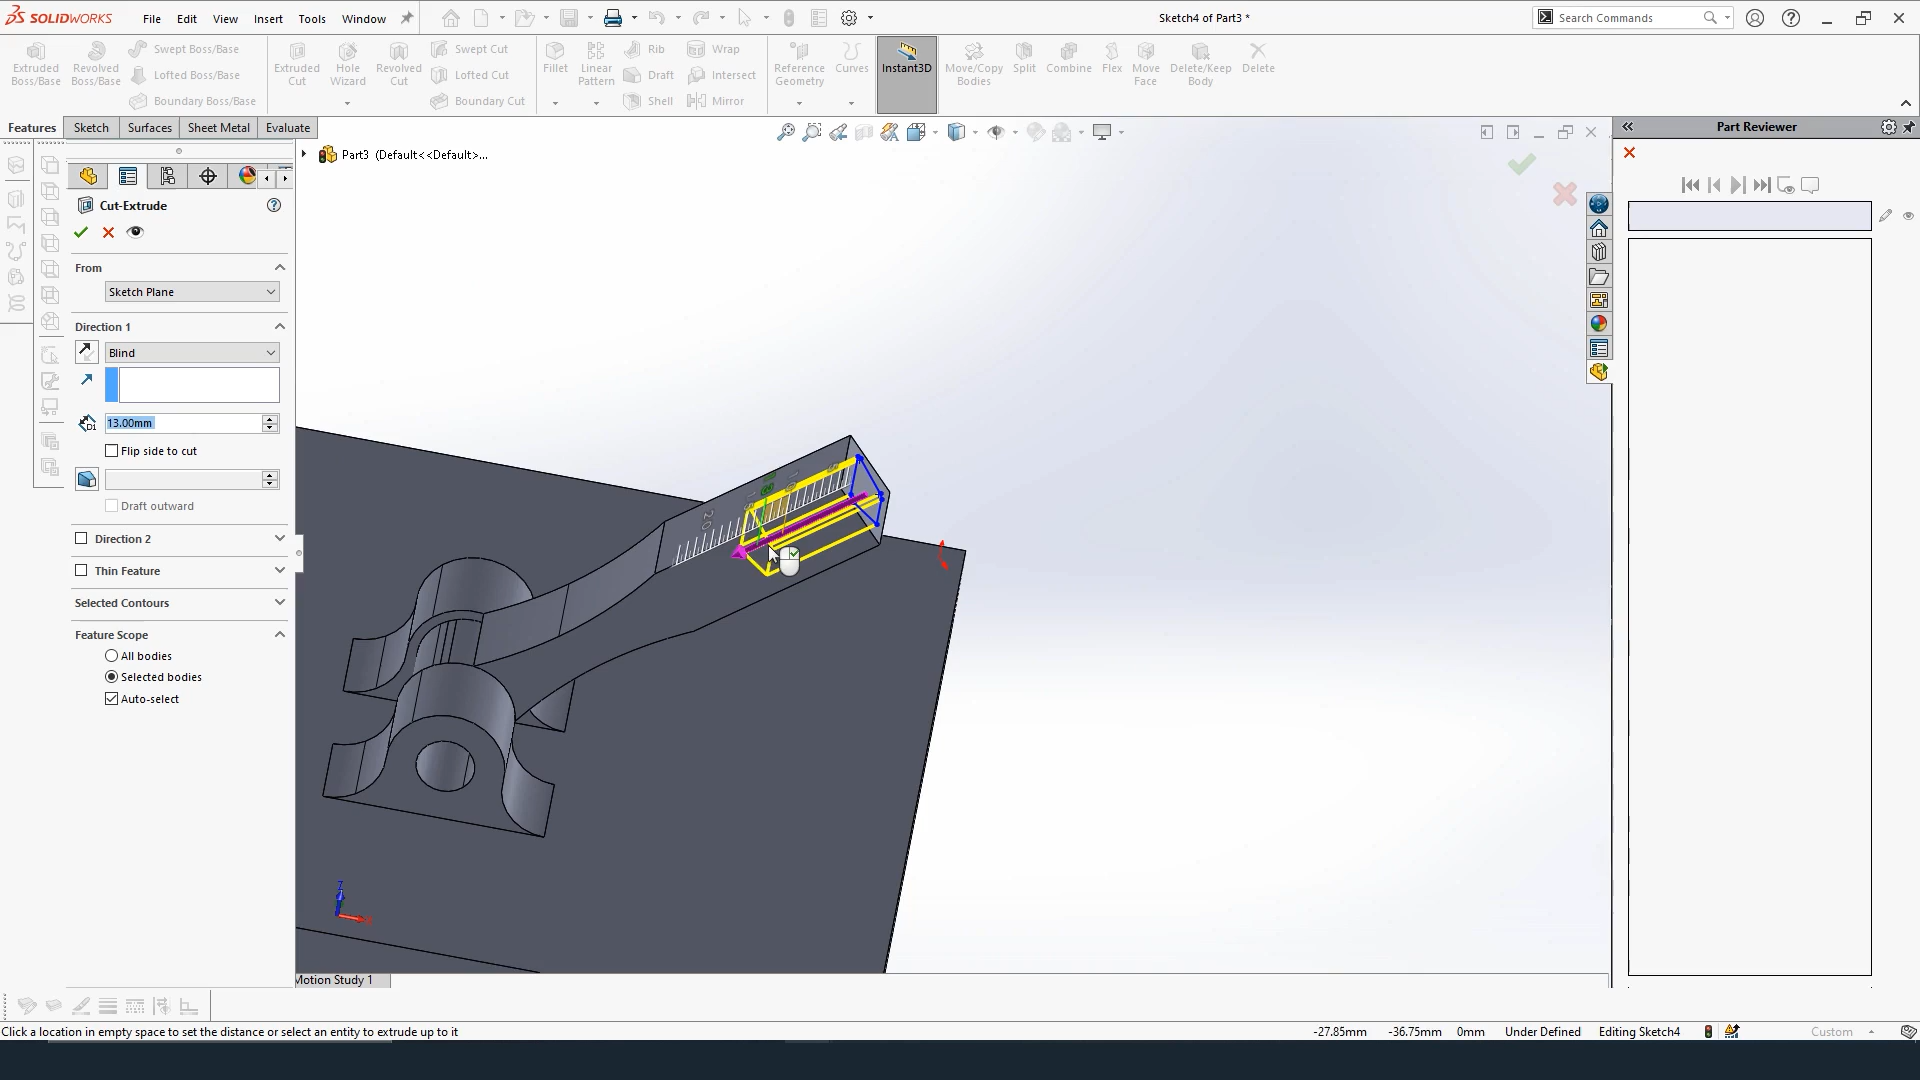 SOLIDWORKS File Edit View Insert Tools Window Sketch4 of Part3 * Search Commands
Extruded Boss/Base Revolved Boss/Base Swept Boss/Base Lofted Boss/Base Boundary Boss/Base Extruded Cut Hole Wizard Revolved Cut Swept Cut Lofted Cut Boundary Cut Fillet Linear Pattern Rib Draft Shell Wrap Intersect Mirror Reference Geometry Curves Instant3D Move/Copy Bodies Split Combine Flex Move Face Delete/Keep Body Delete
Features Sketch Surfaces Sheet Metal Evaluate
Part Reviewer
Part3 (Default<<Default>...
Cut-Extrude
From
Sketch Plane
Direction 1
Blind
D1 13.00mm
Flip side to cut
Draft outward
Direction 2
Thin Feature
Selected Contours
Feature Scope
All bodies
Selected bodies
Auto-select
20
Z
Motion Study 1
Click a location in empty space to set the distance or select an entity to extrude up to it
-27.85mm -36.75mm 0mm Under Defined Editing Sketch4 Custom